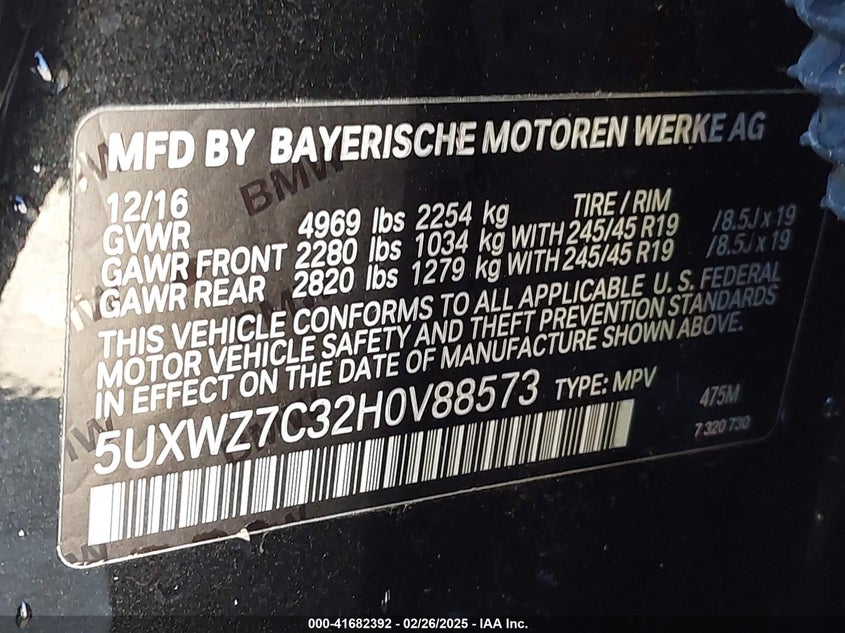 MFD BY BAYERISCHE MOTOREN WERKE AG
12/16 TIRE / RIM
GVWR 4969 lbs 2254 kg
GAWR FRONT 2280 lbs 1034 kg WITH 245/45 R19 /8.5J x 19
GAWR REAR 2820 lbs 1279 kg WITH 245/45 R19 /8.5J x 19
THIS VEHICLE CONFORMS TO ALL APPLICABLE U. S. FEDERAL
MOTOR VEHICLE SAFETY AND THEFT PREVENTION STANDARDS
IN EFFECT ON THE DATE OF MANUFACTURE SHOWN ABOVE.
5UXWZ7C32H0V88573 TYPE: MPV 475M
7 320 730
000-41682392 - 02/26/2025 - IAA Inc.